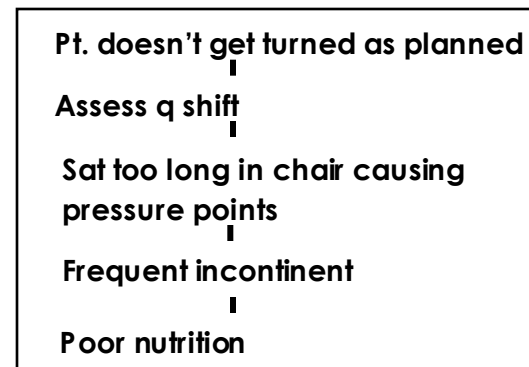 Pt. doesn’t get turned as planned
Assess q shift
Sat too long in chair causing
pressure points
Frequent incontinent
Poor nutrition